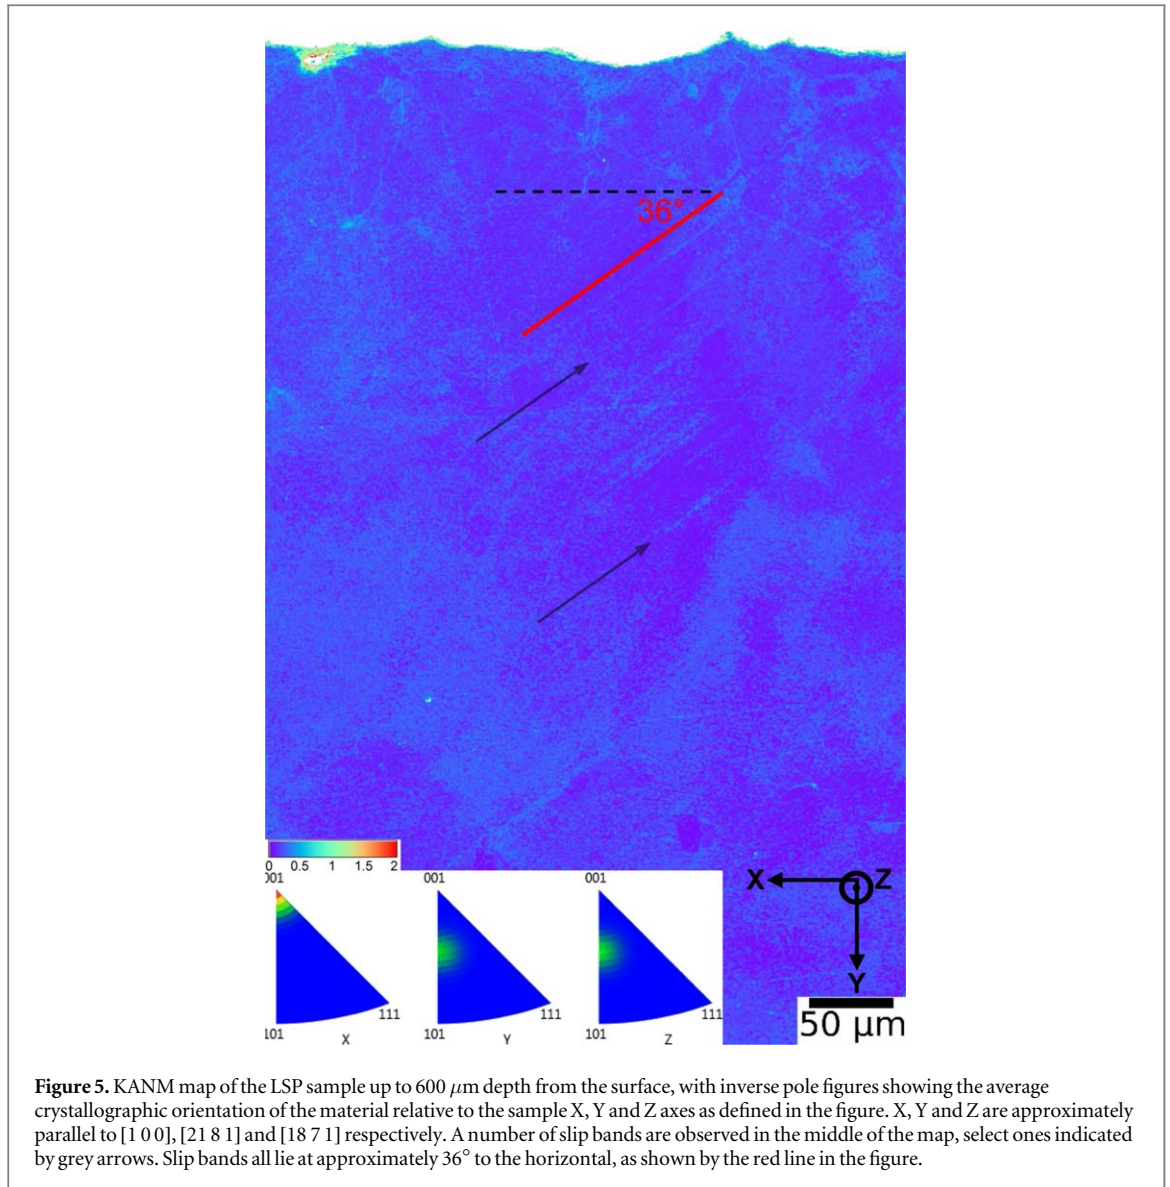 36°
0 0.5 1 1.5 2
001 001 001
X Z
Y
111 111 111
101 101 101
X Y Z
50 μm
Figure 5. KANM map of the LSP sample up to 600 μm depth from the surface, with inverse pole figures showing the average
crystallographic orientation of the material relative to the sample X, Y and Z axes as defined in the figure. X, Y and Z are approximately
parallel to [1 0 0], [21 8 1] and [18 7 1] respectively. A number of slip bands are observed in the middle of the map, select ones indicated
by grey arrows. Slip bands all lie at approximately 36° to the horizontal, as shown by the red line in the figure.